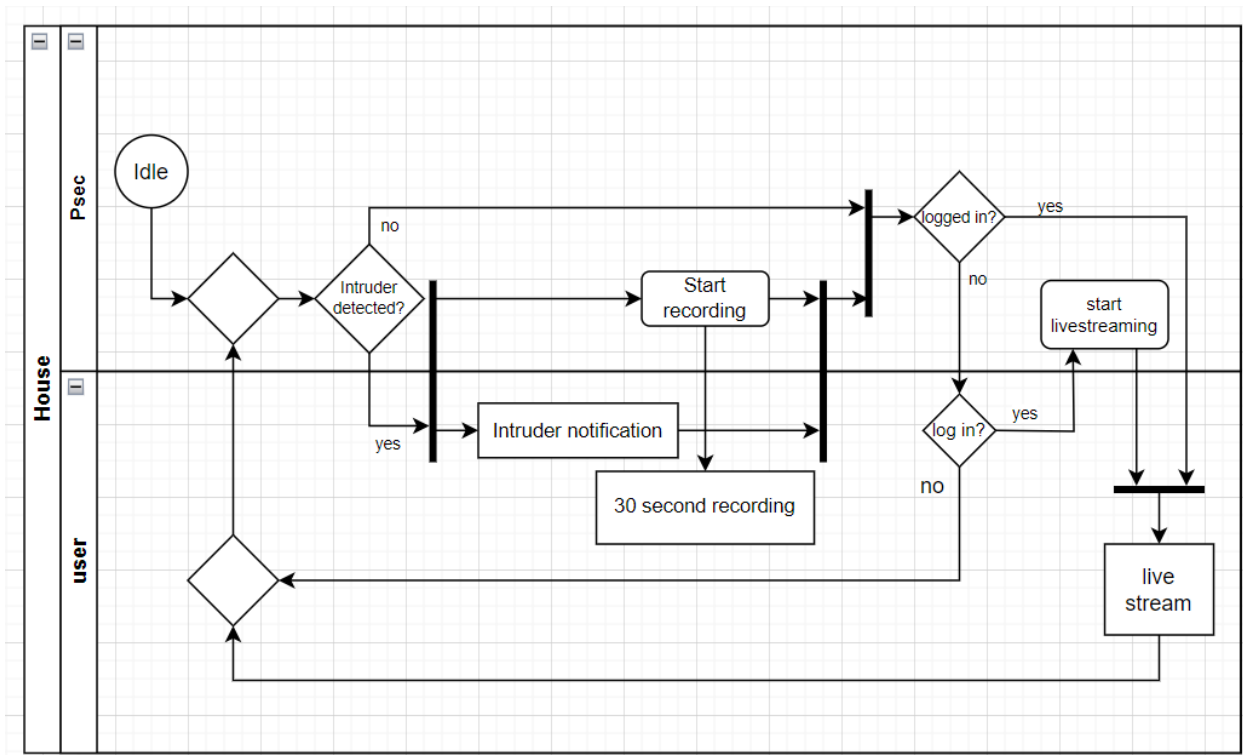 House
Psec
user
Idle
Intruder
detected?
no
yes
Start
recording
Intruder notification
30 second recording
logged in?
yes
no
start
livestreaming
log in?
yes
no
live
stream